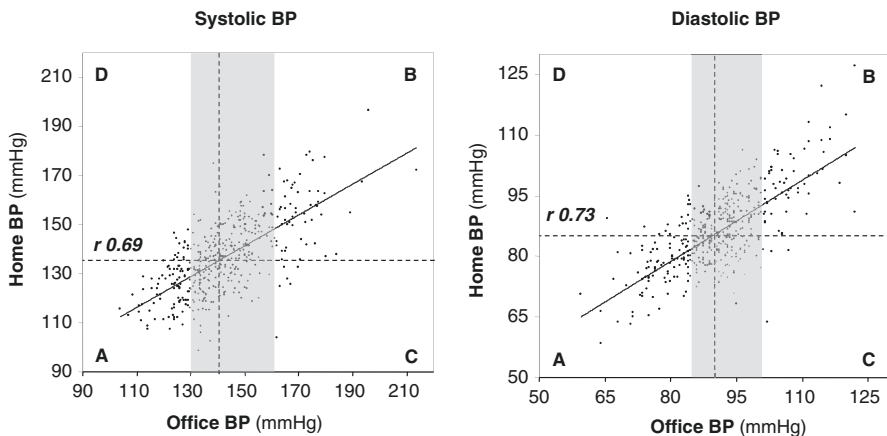 Systolic BP
D
B
210
190
170
150
130
110
90
Home BP (mmHg)
r 0.69
A
C
90
110
130
150
170
190
210
Office BP (mmHg)
Diastolic BP
D
B
125
110
95
80
65
50
Home BP (mmHg)
r 0.73
A
C
50
65
80
95
110
125
Office BP (mmHg)